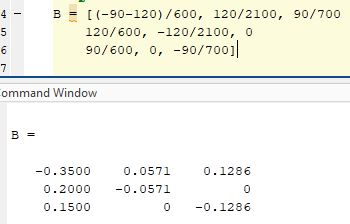 4 - B = [(-90-120)/600, 120/2100, 90/700
5 120/600, -120/2100, 0
6 90/600, 0, -90/700]
7
ommand Window
B =
-0.3500 0.0571 0.1286
0.2000 -0.0571 0
0.1500 0 -0.1286